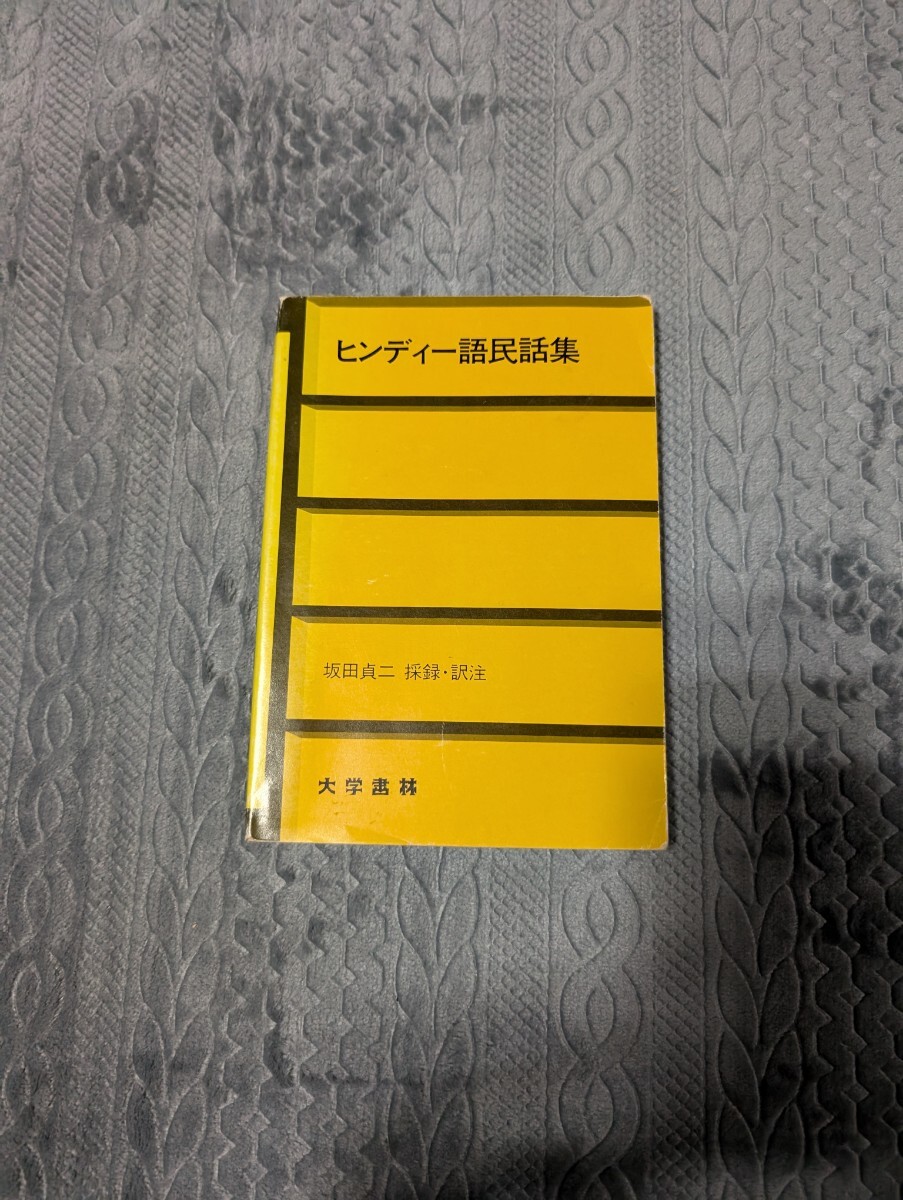 ヒンディー語民話集
坂田貞二 採録・訳注
大学書林